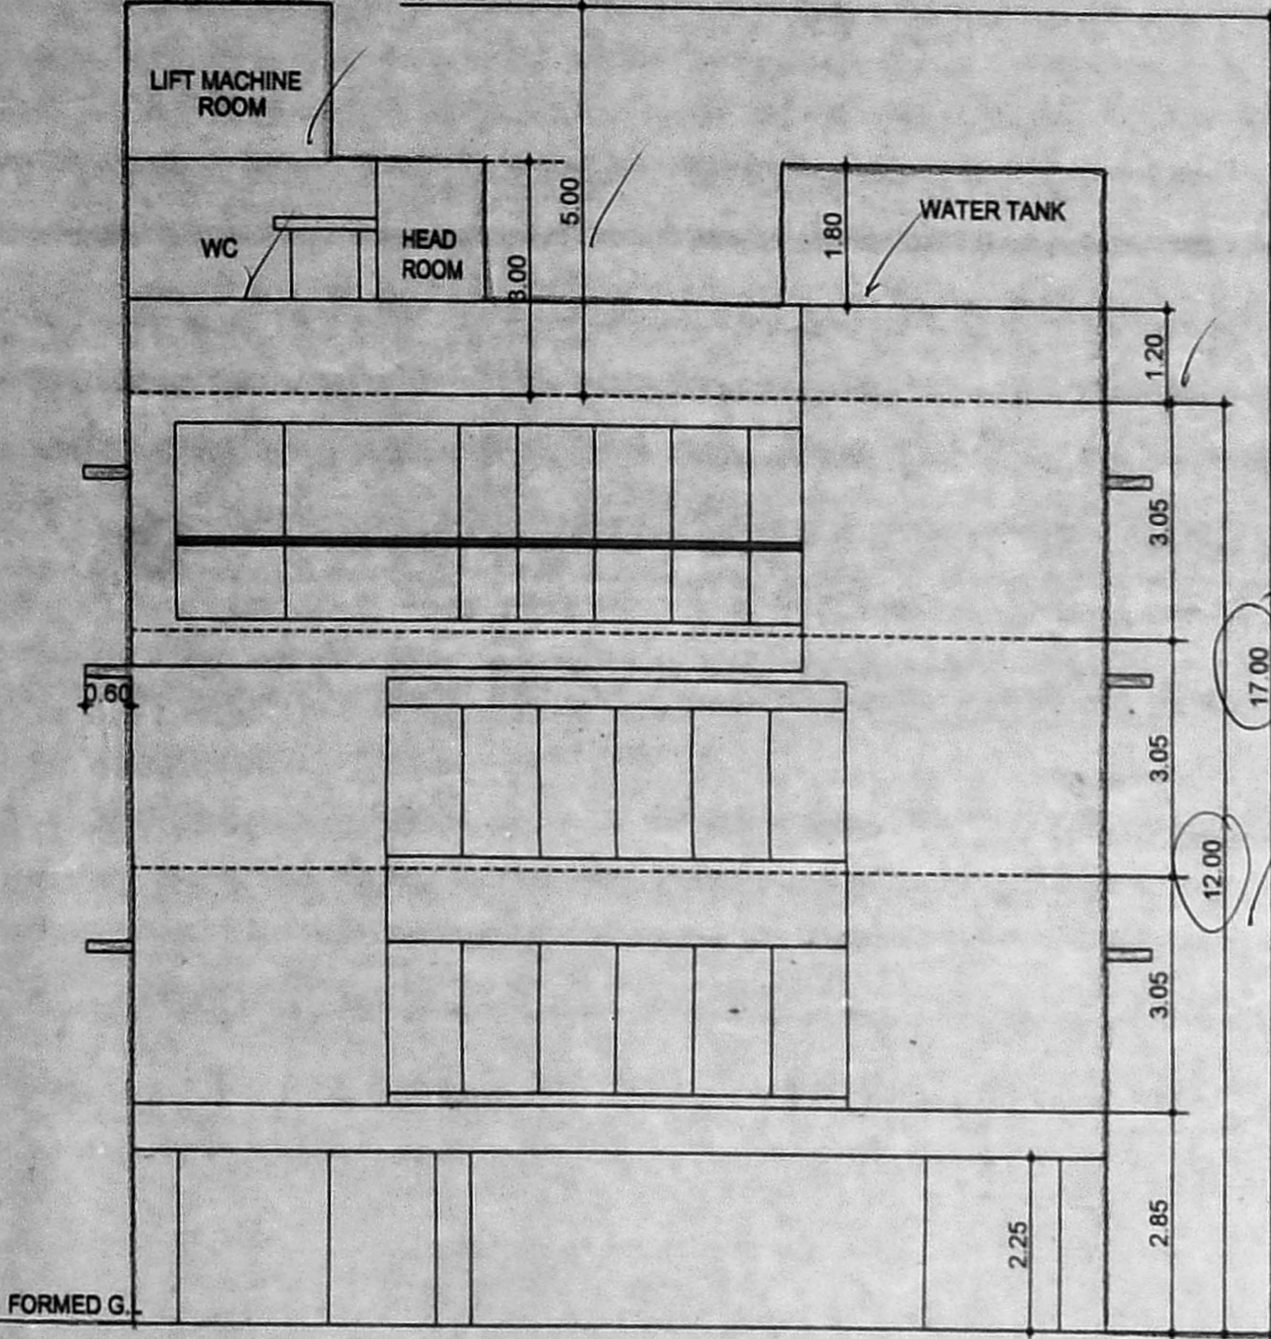 LIFT MACHINE
ROOM
WC
HEAD
ROOM
3.00
5.00
1.80
WATER TANK
1.20
3.05
0.60
3.05
17.00
12.00
3.05
2.25
2.85
FORMED G.L